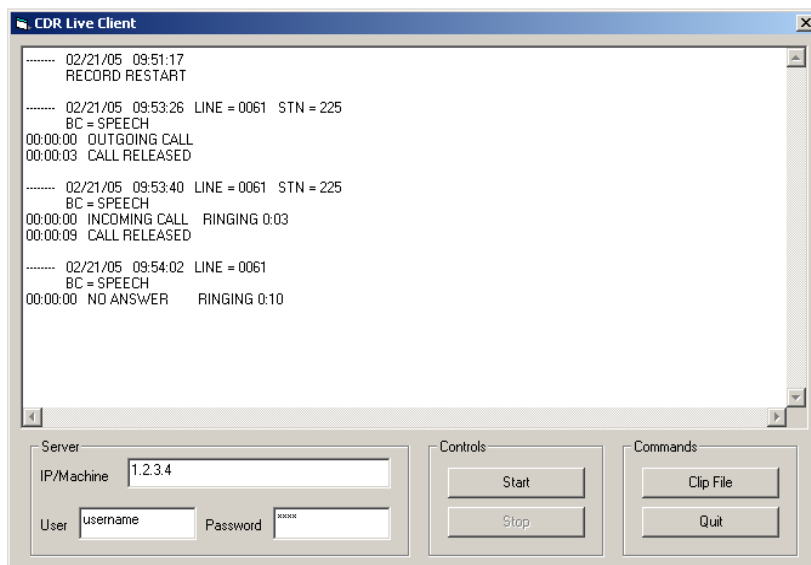 CDR Live Client
------- 02/21/05 09:51:17
RECORD RESTART
------- 02/21/05 09:53:26 LINE = 0061 STN = 225
BC = SPEECH
00:00:00 OUTGOING CALL
00:00:03 CALL RELEASED
------- 02/21/05 09:53:40 LINE = 0061 STN = 225
BC = SPEECH
00:00:00 INCOMING CALL RINGING 0:03
00:00:09 CALL RELEASED
------- 02/21/05 09:54:02 LINE = 0061
BC = SPEECH
00:00:00 NO ANSWER RINGING 0:10
Server
IP/Machine 1.2.3.4
User username Password xxxx
Controls
Start
Stop
Commands
Clip File
Quit